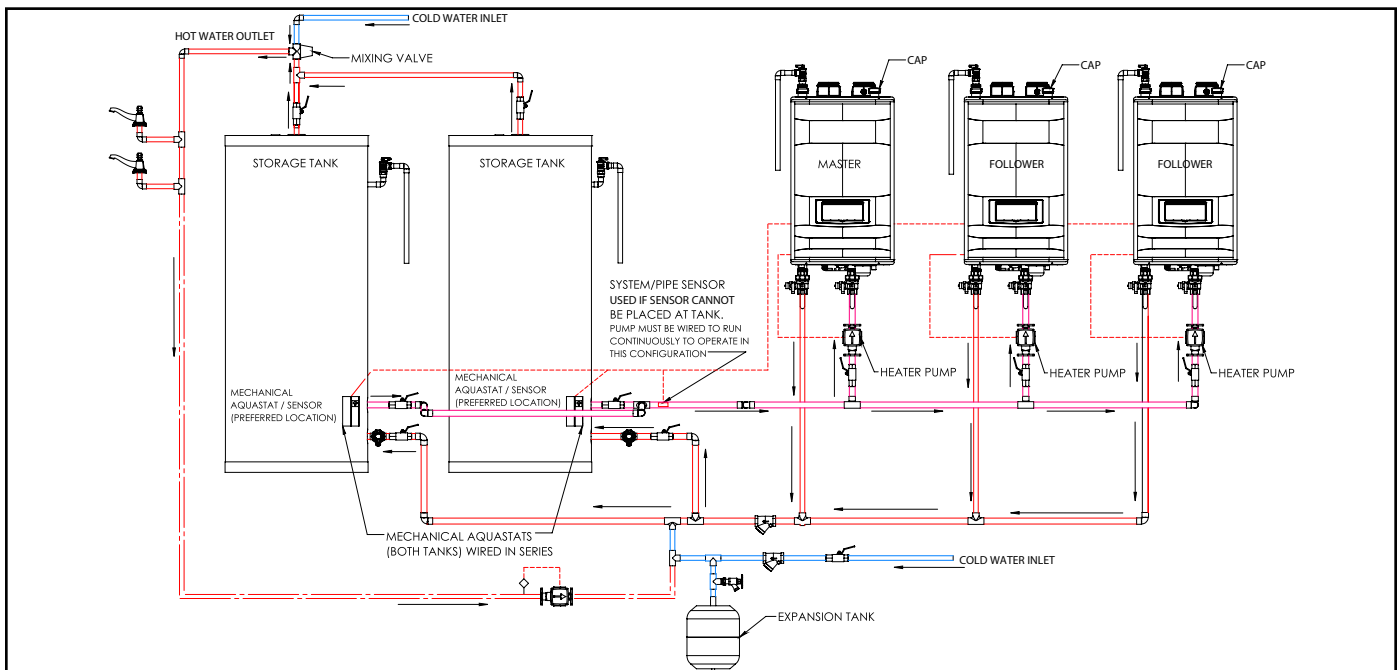 COLD WATER INLET
HOT WATER OUTLET
MIXING VALVE
CAP
CAP
CAP
STORAGE TANK
STORAGE TANK
MASTER
FOLLOWER
FOLLOWER
SYSTEM/PIPE SENSOR
USED IF SENSOR CANNOT
BE PLACED AT TANK.
PUMP MUST BE WIRED TO RUN
CONTINUOUSLY TO OPERATE IN
THIS CONFIGURATION
HEATER PUMP
HEATER PUMP
HEATER PUMP
MECHANICAL
AQUASTAT / SENSOR
(PREFERRED LOCATION)
MECHANICAL
AQUASTAT / SENSOR
(PREFERRED LOCATION)
MECHANICAL AQUASTATS
(BOTH TANKS) WIRED IN SERIES
COLD WATER INLET
EXPANSION TANK